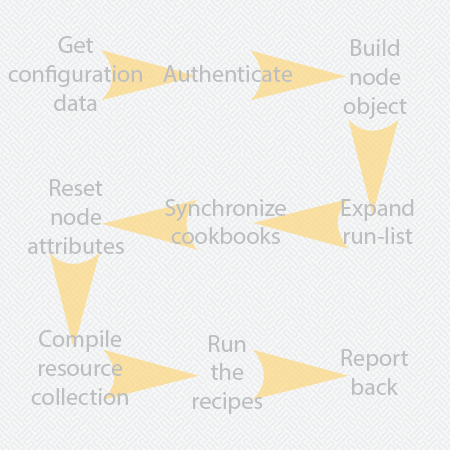 Get
configuration
data
Authenticate
Build
node
object
Expand
run-list
Synchronize
cookbooks
Reset
node
attributes
Compile
resource
collection
Run
the
recipes
Report
back